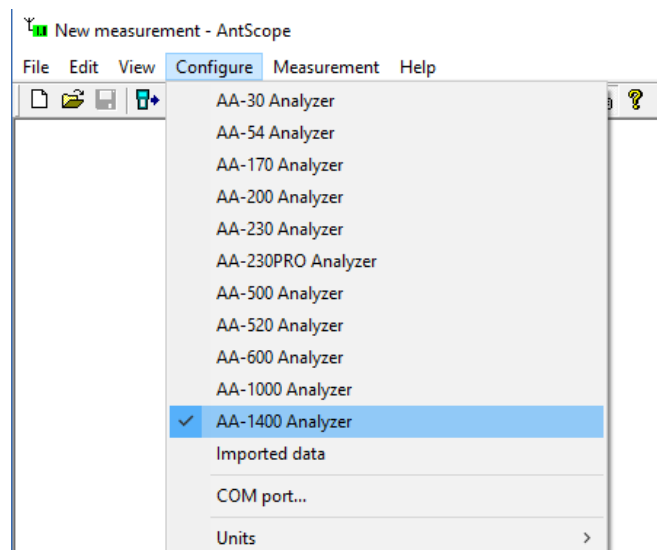 New measurement - AntScope
File Edit View Configure Measurement Help
AA-30 Analyzer
AA-54 Analyzer
AA-170 Analyzer
AA-200 Analyzer
AA-230 Analyzer
AA-230PRO Analyzer
AA-500 Analyzer
AA-520 Analyzer
AA-600 Analyzer
AA-1000 Analyzer
AA-1400 Analyzer
Imported data
COM port...
Units